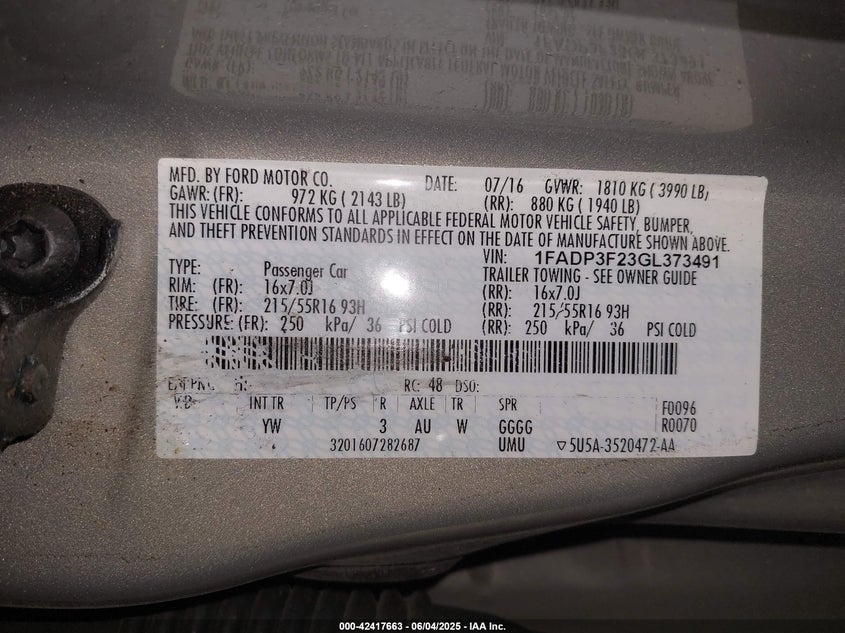 MFD. BY FORD MOTOR CO. DATE: 07/16 GVWR: 1810 KG ( 3990 LB)
GAWR: (FR): 972 KG ( 2143 LB) (RR): 880 KG ( 1940 LB)
THIS VEHICLE CONFORMS TO ALL APPLICABLE FEDERAL MOTOR VEHICLE SAFETY, BUMPER,
AND THEFT PREVENTION STANDARDS IN EFFECT ON THE DATE OF MANUFACTURE SHOWN ABOVE.
VIN: 1FADP3F23GL373491
TYPE: Passenger Car TRAILER TOWING - SEE OWNER GUIDE
RIM: (FR): 16x7.0J (RR): 16x7.0J
TIRE: (FR): 215/55R16 93H (RR): 215/55R16 93H
PRESSURE: (FR): 250 kPa/ 36 PSI COLD (RR): 250 kPa/ 36 PSI COLD
RC: 48 DSO:
WB INT TR TP/PS R AXLE TR SPR F0096
YW 3 AU W GGGG R0070
3201607282687 UMU ▽5U5A-3520472-AA
000-42417663 - 06/04/2025 - IAA Inc.